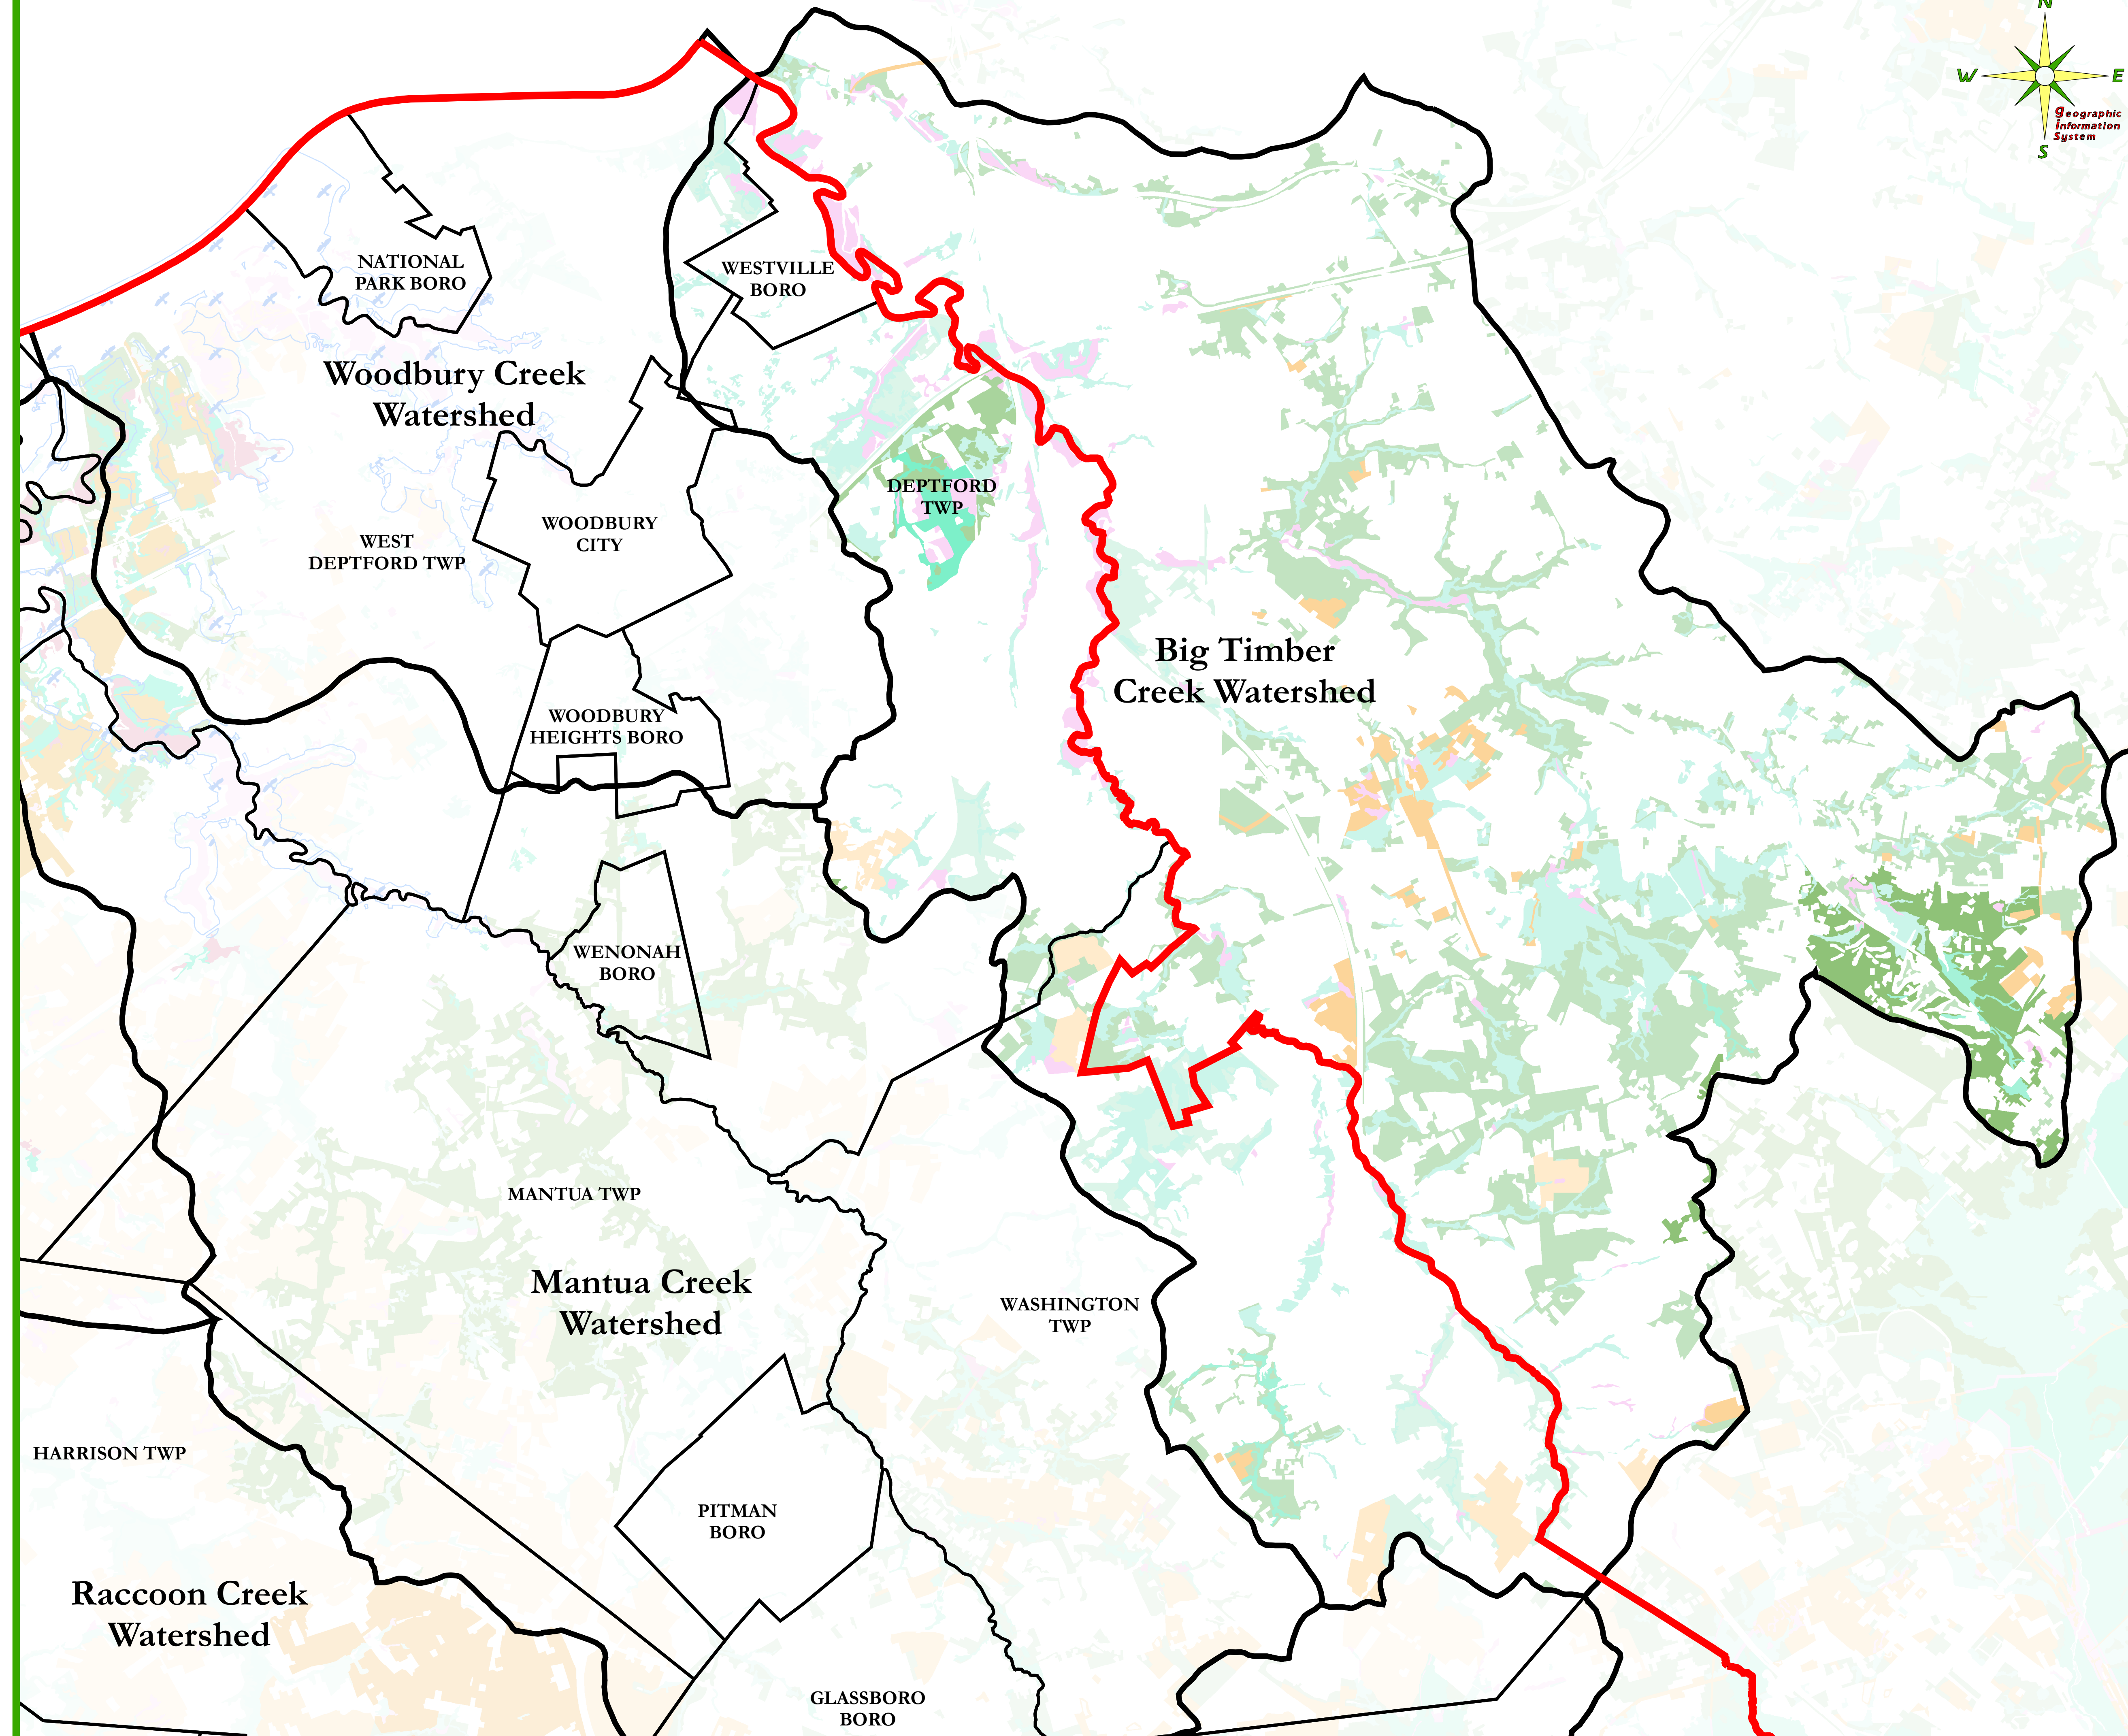 N
W
E
geographic
Information
System
S
NATIONAL
PARK BORO
WESTVILLE
BORO
Woodbury Creek
Watershed
DEPTFORD
TWP
WOODBURY
CITY
WEST
DEPTFORD TWP
Big Timber
Creek Watershed
WOODBURY
HEIGHTS BORO
WENONAH
BORO
MANTUA TWP
Mantua Creek
Watershed
WASHINGTON
TWP
HARRISON TWP
PITMAN
BORO
Raccoon Creek
Watershed
GLASSBORO
BORO